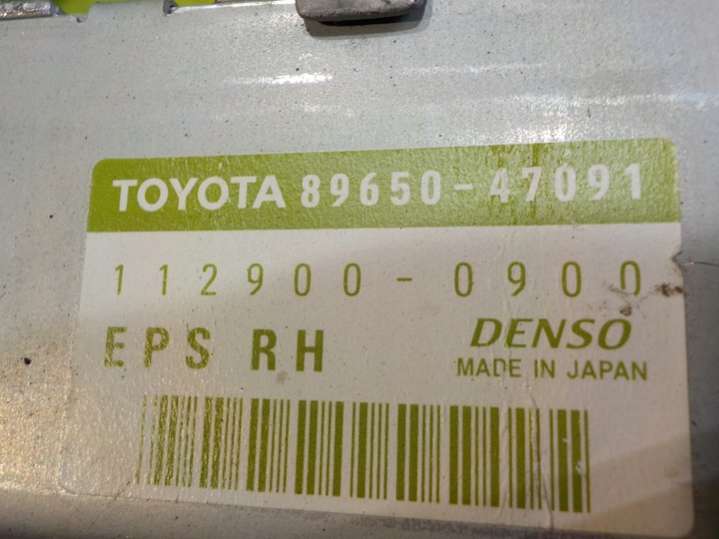 TOYOTA 89650-47091
112900-0900
EPS RH
DENSO
MADE IN JAPAN